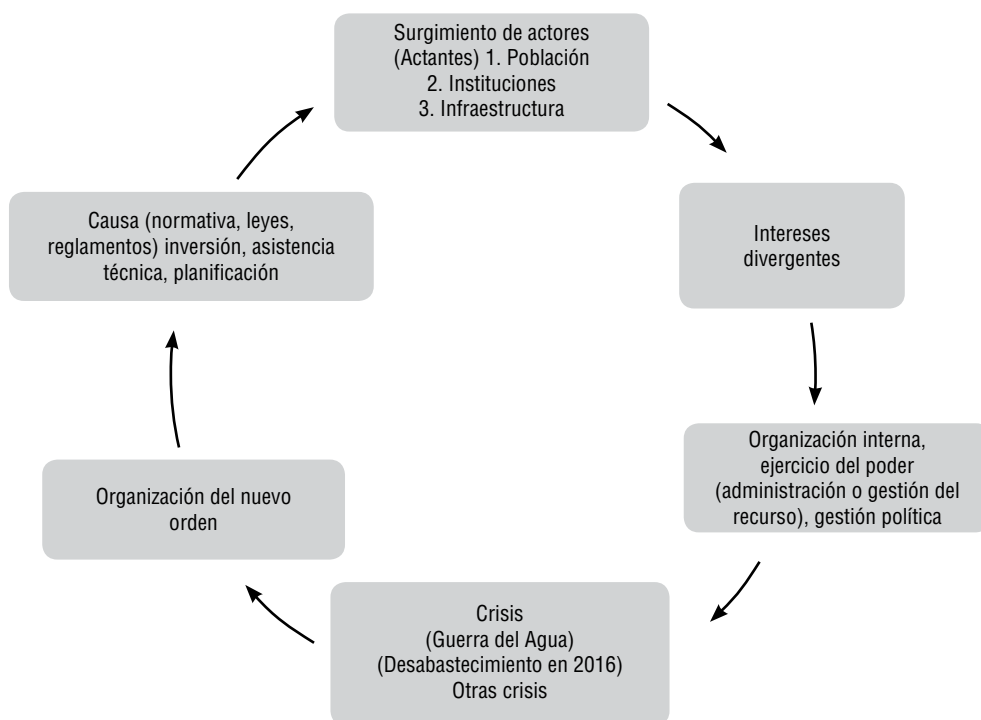 Surgimiento de actores
(Actantes) 1. Población
2. Instituciones
3. Infraestructura
Intereses
divergentes
Organización interna,
ejercicio del poder
(administración o gestión del
recurso), gestión política
Crisis
(Guerra del Agua)
(Desabastecimiento en 2016)
Otras crisis
Organización del nuevo
orden
Causa (normativa, leyes,
reglamentos) inversión, asistencia
técnica, planificación